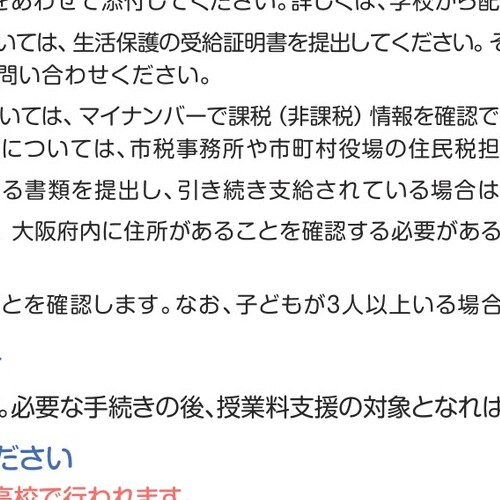 をあわせて添付してください。詳しくは、学校から配
いては、生活保護の受給証明書を提出してください。そ
問い合わせください。
いては、マイナンバーで課税（非課税）情報を確認で
については、市税事務所や市町村役場の住民税担
る書類を提出し、引き続き支給されている場合は
大阪府内に住所があることを確認する必要がある
とを確認します。なお、子どもが3人以上いる場合
。必要な手続きの後、授業料支援の対象となれば
ださい
高校で行われます。